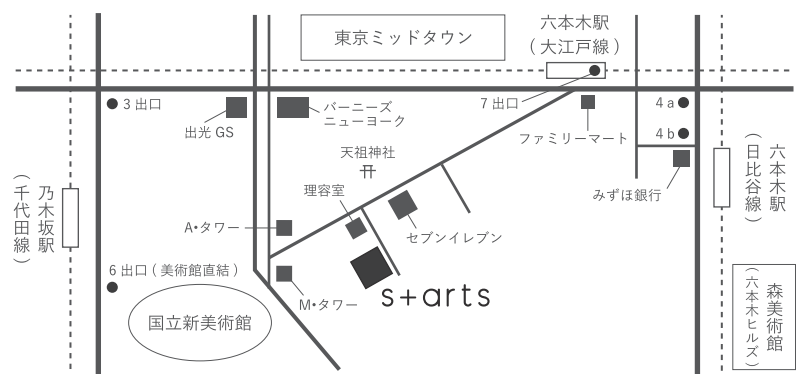 六本木駅
(大江戸線)
東京ミッドタウン
3 出口
出光 GS
バーニーズ
ニューヨーク
7 出口
ファミリーマート
4 a
4 b
みずほ銀行
六本木駅
(日比谷線)
天祖神社
理容室
セブンイレブン
A•タワー
乃木坂駅
(千代田線)
6 出口 ( 美術館直結 )
M•タワー
s+arts
国立新美術館
森美術館
(六本木ヒルズ)